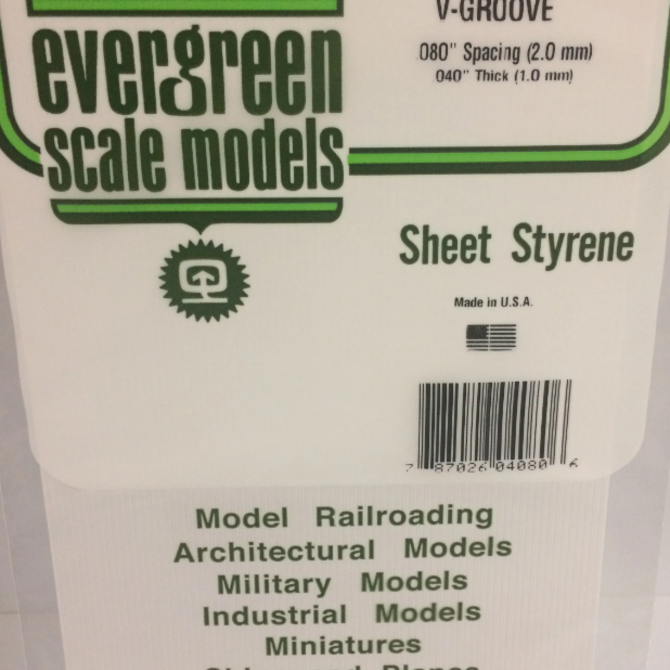 V-GROOVE
.080" Spacing (2.0 mm)
.040" Thick (1.0 mm)
evergreen
scale models
Sheet Styrene
Made in U.S.A.
7 87026 04080 6
Model Railroading
Architectural Models
Military Models
Industrial Models
Miniatures